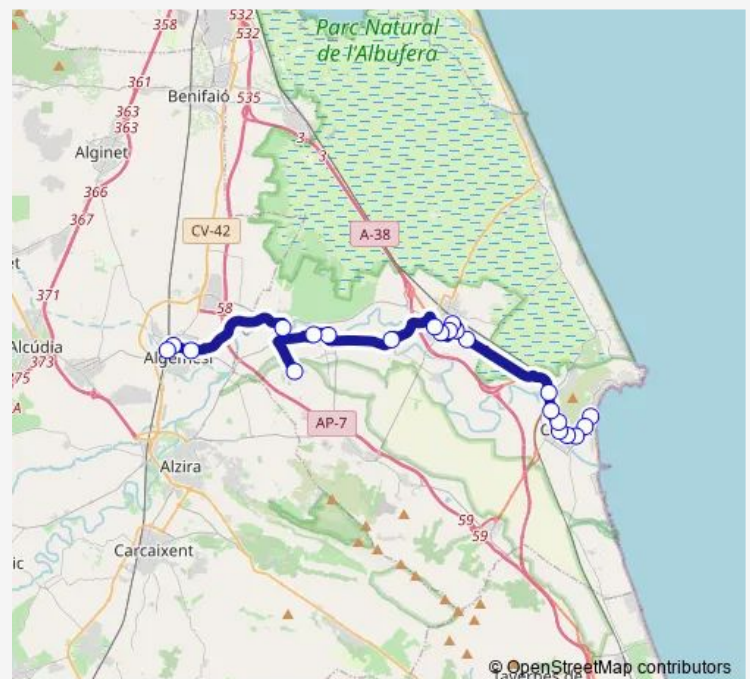 532
358
532
Parc Natural
de l'Albufera
361
Benifaió
535
363
363
3
Alginet
3
366
367
CV-42
A-38
371
58
Alcúdia
373
Algemesí
AP-7
Alzira
59
59
Carcaixent
© OpenStreetMap contributors